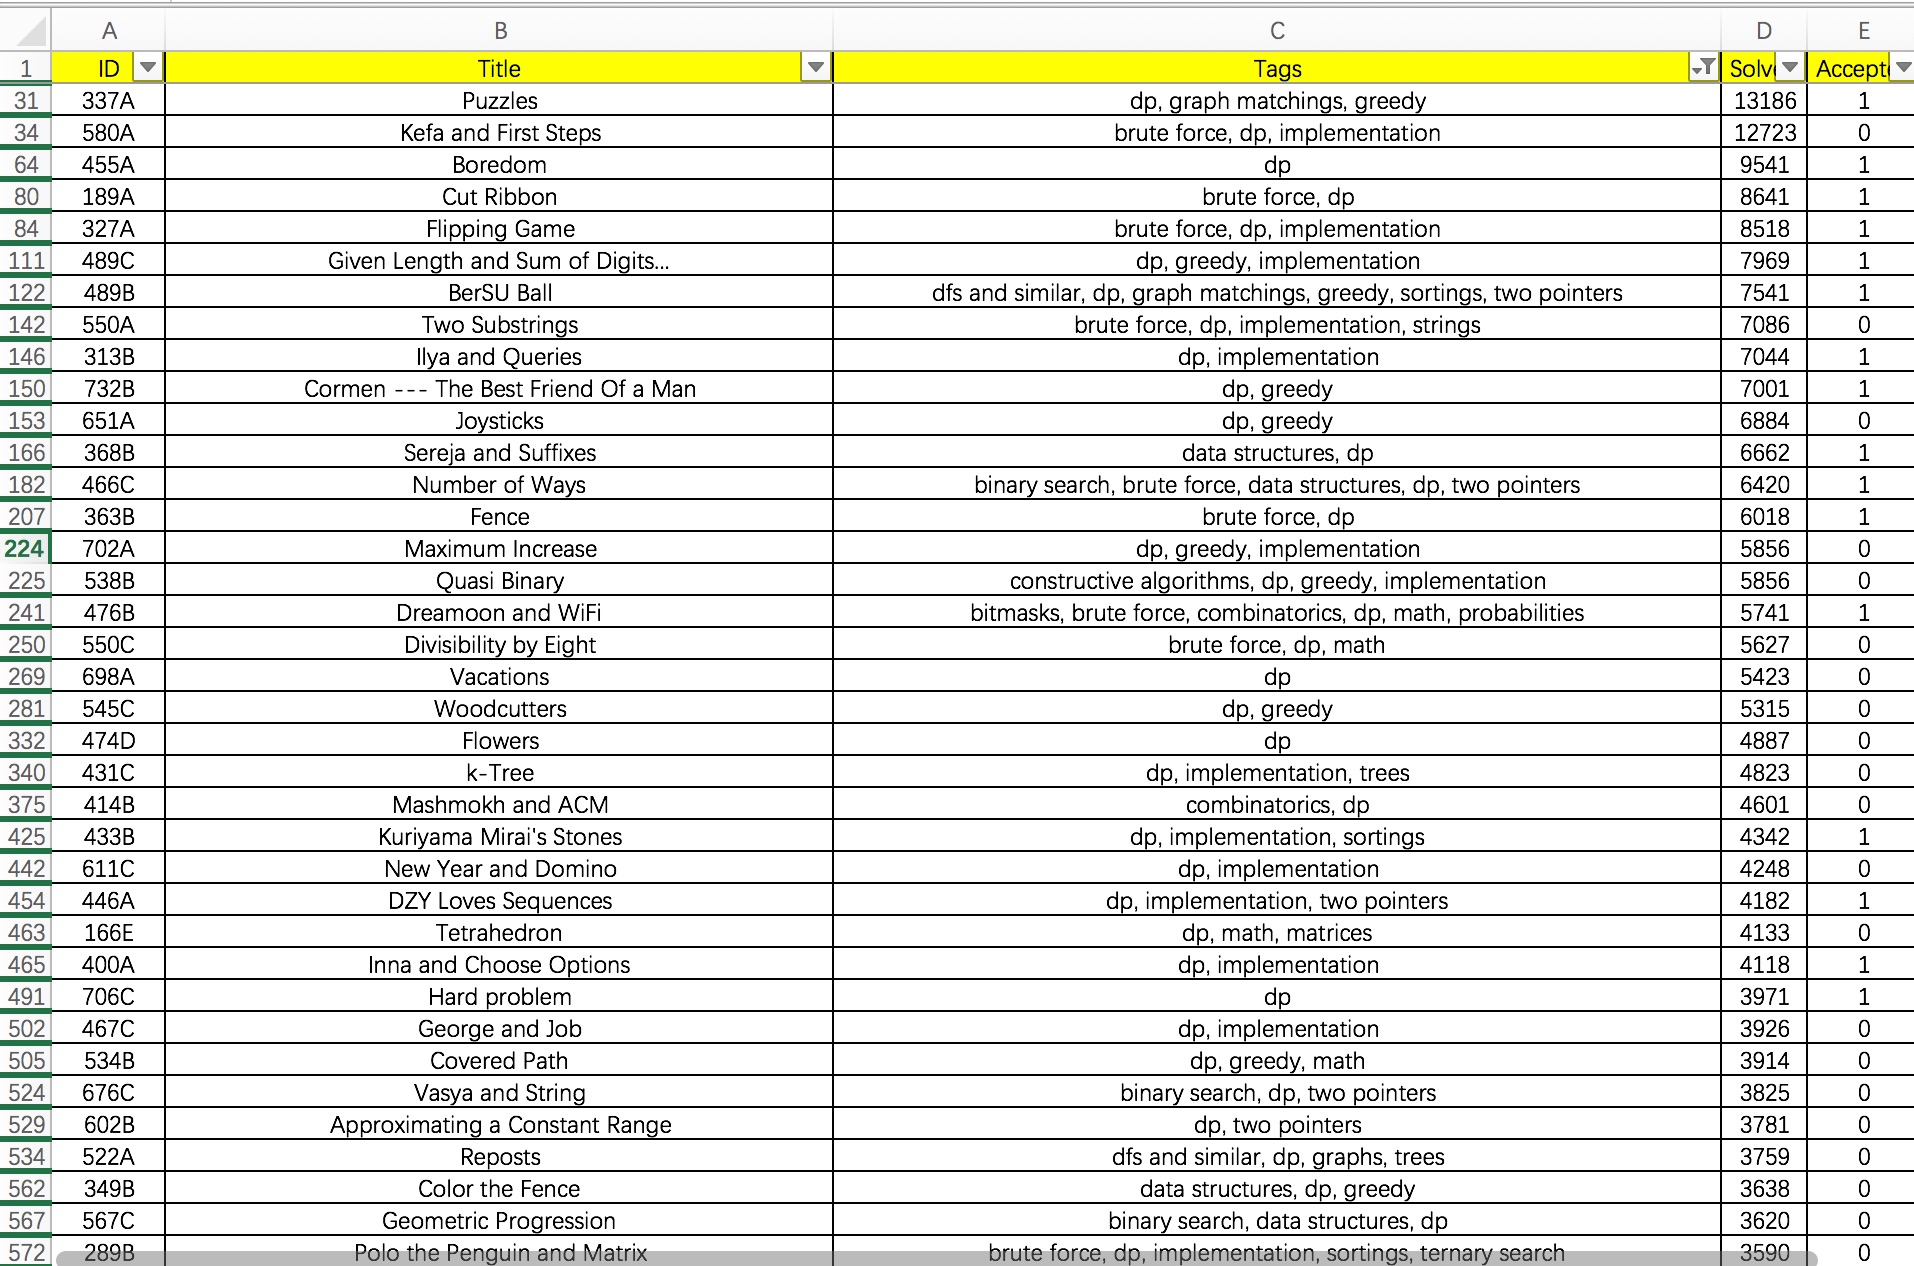 A B C D E
1 ID Title Tags Solv Accept
31 337A Puzzles dp, graph matchings, greedy 13186 1
34 580A Kefa and First Steps brute force, dp, implementation 12723 0
64 455A Boredom dp 9541 1
80 189A Cut Ribbon brute force, dp 8641 1
84 327A Flipping Game brute force, dp, implementation 8518 1
111 489C Given Length and Sum of Digits... dp, greedy, implementation 7969 1
122 489B BerSU Ball dfs and similar, dp, graph matchings, greedy, sortings, two pointers 7541 1
142 550A Two Substrings brute force, dp, implementation, strings 7086 0
146 313B Ilya and Queries dp, implementation 7044 1
150 732B Cormen --- The Best Friend Of a Man dp, greedy 7001 1
153 651A Joysticks dp, greedy 6884 0
166 368B Sereja and Suffixes data structures, dp 6662 1
182 466C Number of Ways binary search, brute force, data structures, dp, two pointers 6420 1
207 363B Fence brute force, dp 6018 1
224 702A Maximum Increase dp, greedy, implementation 5856 0
225 538B Quasi Binary constructive algorithms, dp, greedy, implementation 5856 0
241 476B Dreamoon and WiFi bitmasks, brute force, combinatorics, dp, math, probabilities 5741 1
250 550C Divisibility by Eight brute force, dp, math 5627 0
269 698A Vacations dp 5423 0
281 545C Woodcutters dp, greedy 5315 0
332 474D Flowers dp 4887 0
340 431C k-Tree dp, implementation, trees 4823 0
375 414B Mashmokh and ACM combinatorics, dp 4601 0
425 433B Kuriyama Mirai's Stones dp, implementation, sortings 4342 1
442 611C New Year and Domino dp, implementation 4248 0
454 446A DZY Loves Sequences dp, implementation, two pointers 4182 1
463 166E Tetrahedron dp, math, matrices 4133 0
465 400A Inna and Choose Options dp, implementation 4118 1
491 706C Hard problem dp 3971 1
502 467C George and Job dp, implementation 3926 0
505 534B Covered Path dp, greedy, math 3914 0
524 676C Vasya and String binary search, dp, two pointers 3825 0
529 602B Approximating a Constant Range dp, two pointers 3781 0
534 522A Reposts dfs and similar, dp, graphs, trees 3759 0
562 349B Color the Fence data structures, dp, greedy 3638 0
567 567C Geometric Progression binary search, data structures, dp 3620 0
572 289B Polo the Penguin and Matrix brute force, dp, implementation, sortings, ternary search 3590 0